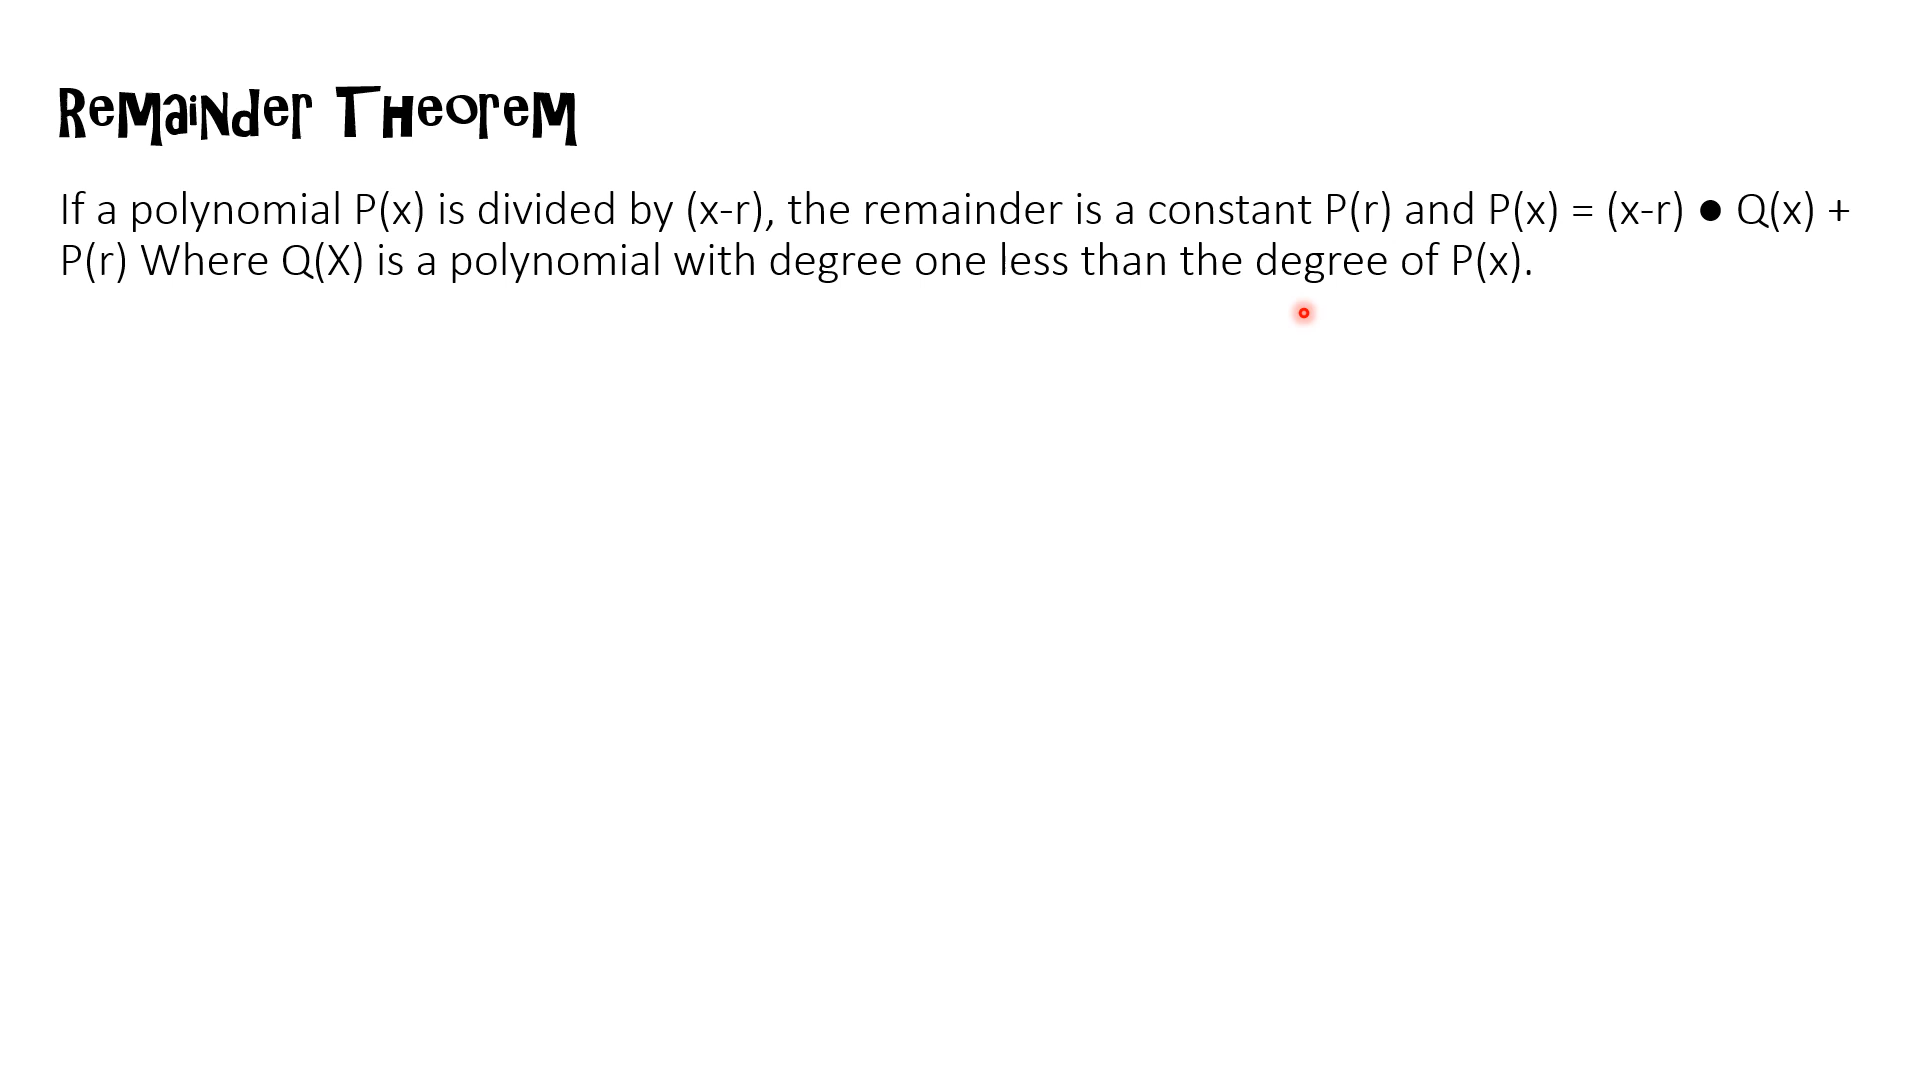 Remainder Theorem
If a polynomial P(x) is divided by (x-r), the remainder is a constant P(r) and P(x) = (x-r) ● Q(x) +
P(r) Where Q(X) is a polynomial with degree one less than the degree of P(x).